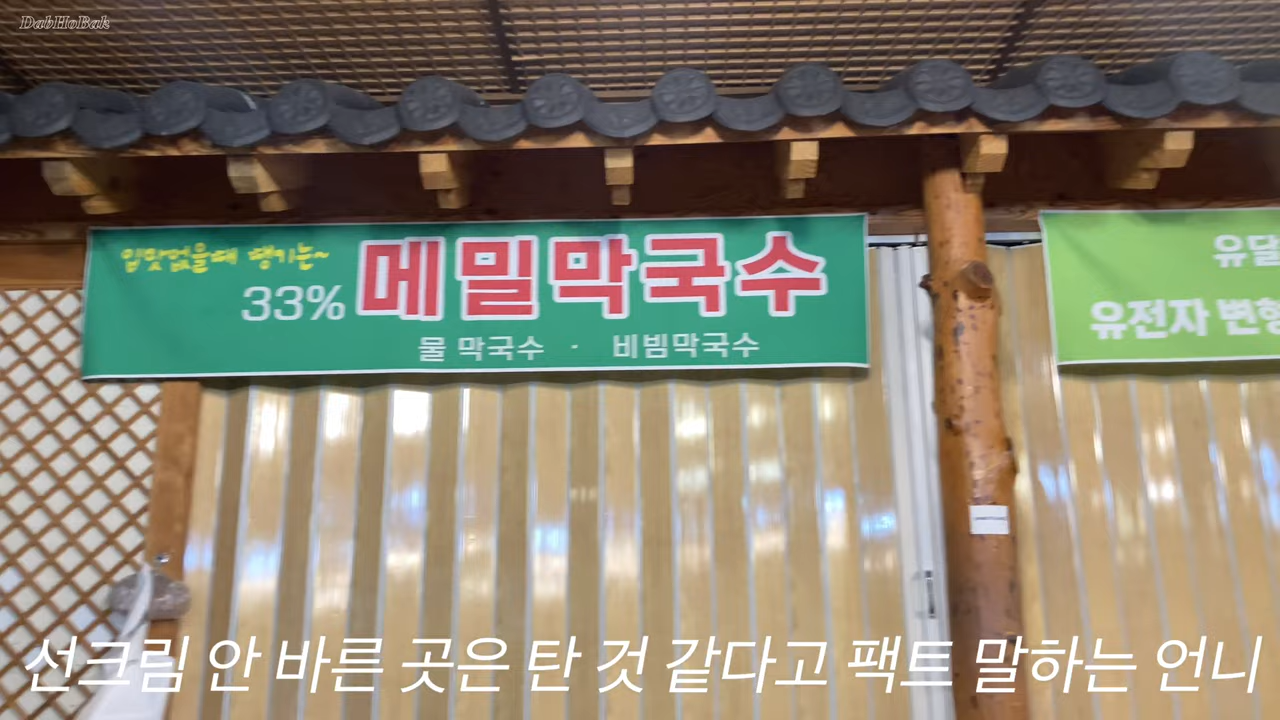 DabHoBak
입맛없을때 땡기는~
33% 메밀막국수
물 막국수 · 비빔막국수
유달
유전자 변형
선크림 안 바른 곳은 탄 것 같다고 팩트 말하는 언니